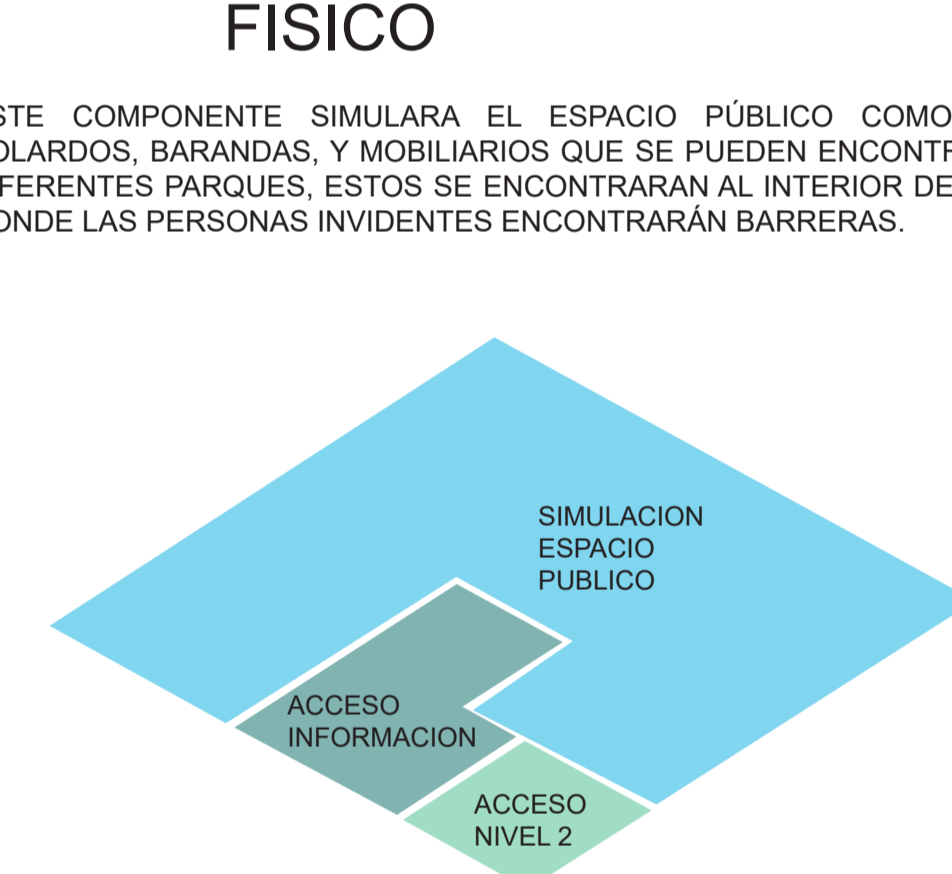 FISICO
STE COMPONENTE SIMULARA EL ESPACIO PÚBLICO COMO
OLARDOS, BARANDAS, Y MOBILIARIOS QUE SE PUEDEN ENCONTR
FERENTES PARQUES, ESTOS SE ENCONTRARAN AL INTERIOR DE
ONDE LAS PERSONAS INVIDENTES ENCONTRARÁN BARRERAS.
SIMULACION
ESPACIO
PUBLICO
ACCESO
INFORMACION
ACCESO
NIVEL 2